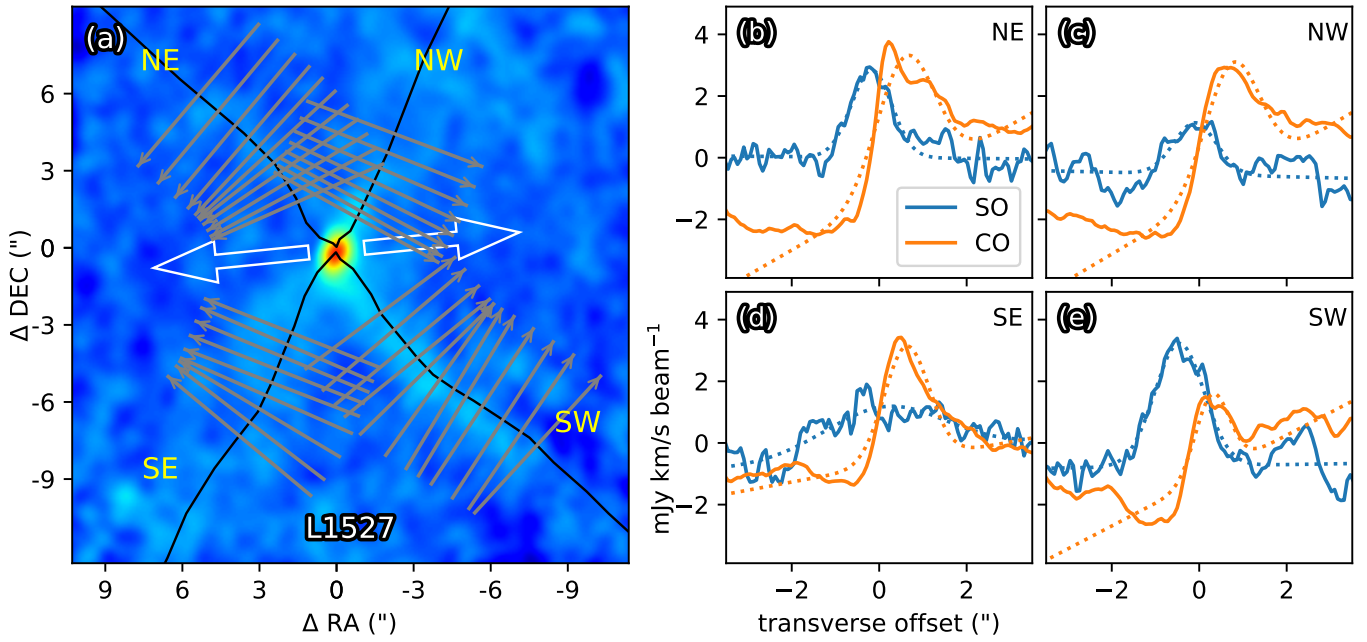 (a)
NE
NW
SE
SW
L1527
6
3
0
-3
-6
-9
Δ DEC (")
9
6
3
0
-3
-6
-9
Δ RA (")
(b)
NE
4
2
0
−2
SO
CO
(c)
NW
(d)
SE
4
2
0
−2
−2
0
2
mJy km/s beam⁻¹
transverse offset (")
(e)
SW
−2
0
2